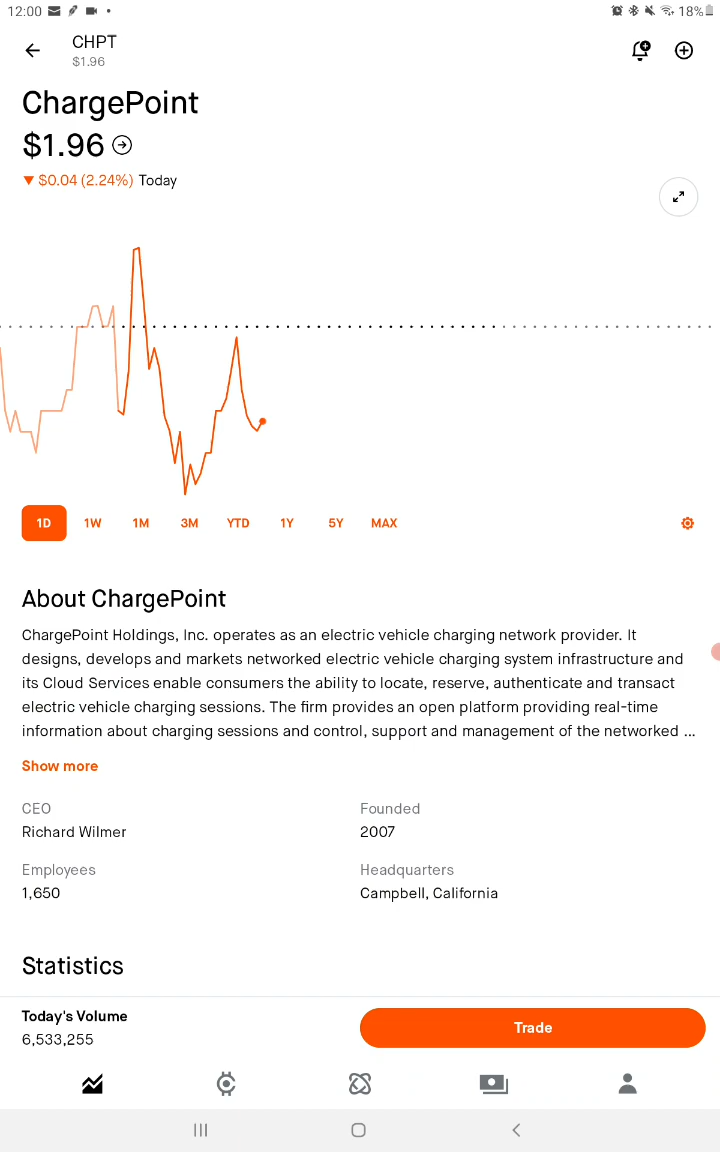 12:00
18%
CHPT
$1.96
ChargePoint
$1.96
▼ $0.04 (2.24%) Today
1D 1W 1M 3M YTD 1Y 5Y MAX
About ChargePoint
ChargePoint Holdings, Inc. operates as an electric vehicle charging network provider. It
designs, develops and markets networked electric vehicle charging system infrastructure and
its Cloud Services enable consumers the ability to locate, reserve, authenticate and transact
electric vehicle charging sessions. The firm provides an open platform providing real-time
information about charging sessions and control, support and management of the networked ...
Show more
CEO
Richard Wilmer
Founded
2007
Employees
1,650
Headquarters
Campbell, California
Statistics
Today's Volume
6,533,255
Trade